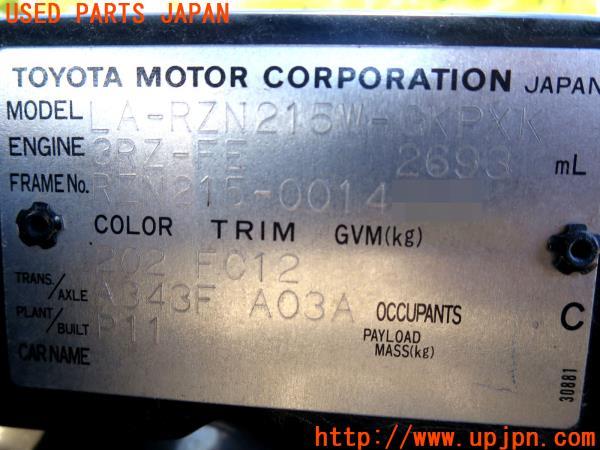 USED PARTS JAPAN
TOYOTA MOTOR CORPORATION JAPAN
MODEL LA-RZN215W-GKPXK
ENGINE 3RZ-FE 2693 mL
FRAME No. RZN215-0014
COLOR TRIM GVM(kg)
202 FC12
TRANS./AXLE A343F A03A OCCUPANTS C
PLANT/BUILT P11 PAYLOAD MASS(kg)
CAR NAME
30881
http://www.upjpn.com